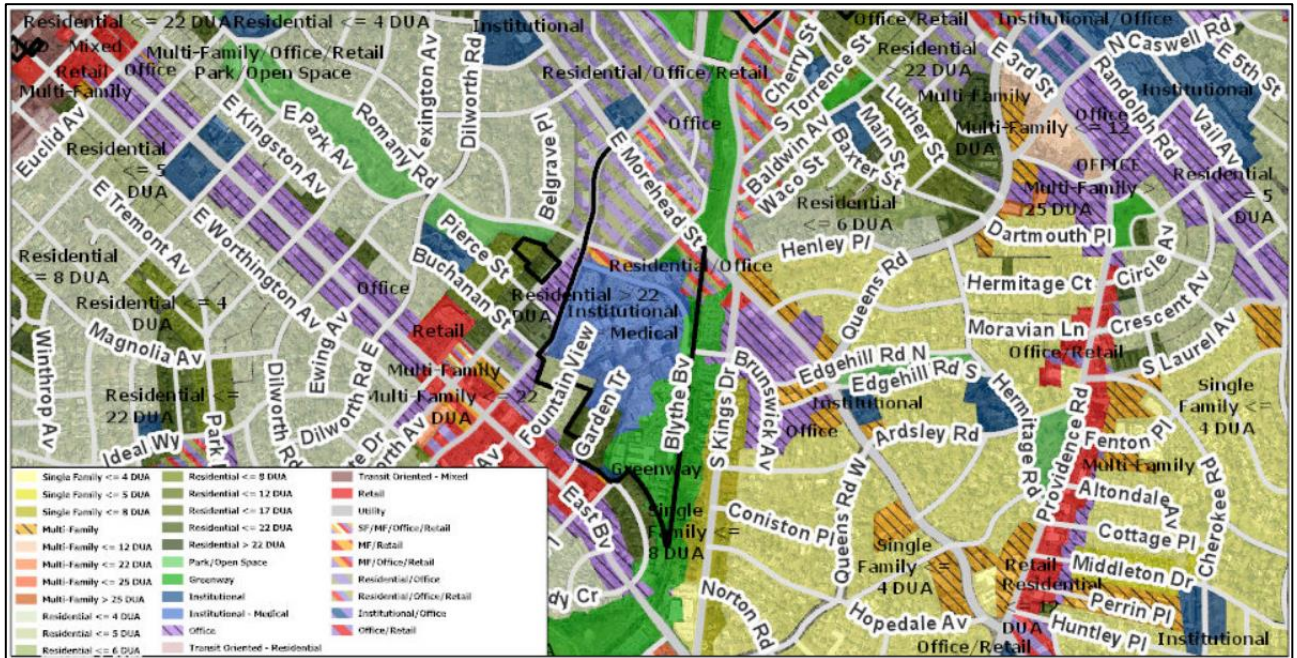 Residential <= 22 DUA
Residential <= 4 DUA
Institutional
Office/Retail
Institutional/Office
- Mixed
Retail
Multi-Family
Office
Multi-Family/Office/Retail
Park/Open Space
Lexington Av
Dilworth Rd
Residential/Office/Retail
Cherry St
S Torrence St
Residential
> 22 DUA
E 3rd St
N Caswell Rd
E 5th St
Euclid Av
E Kingston Av
E Park Av
Romany Rd
Belgrave Pl
Office
E Morehead St
Baldwin Av
Waco St
Main St
Baxter St
Luther St
Multi-Family
DUA
Multi-Family <= 12
Office
Randolph Rd
Institutional
Vail Av
Residential
<= 5
DUA
E Tremont Av
E Worthington Av
Pierce St
Buchanan St
Residential
<= 6 DUA
OFFICE
Multi-Family >
25 DUA
Residential
= 5
DUA
Residential
<= 8 DUA
Residential <= 4
DUA
Office
Residential/Office
Henley Pl
Queens Rd
Dartmouth Pl
Circle Av
Hermitage Ct
Crescent Av
Winthrop Av
Magnolia Av
Ewing Av
Dilworth Rd E
Retail
Residential > 22
DUA
Institutional
Medical
Moravian Ln
Office/Retail
S Laurel Av
Multi-Family
Multi-Family <= 22
DUA
Fountain View
Garden Tr
Blythe Bv
S Kings Dr
Brunswick Av
Edgehill Rd N
Edgehill Rd S
Institutional
Hermitage Rd
Providence Rd
Single
Family <=
4 DUA
Residential <=
22 DUA
Ideal Wy
Park
Dilworth Rd
Office
Ardsley Rd
Fenton Pl
Multi-Family
Altondale Av
Cherokee Rd
Greenway
East Bv
Single
Family <=
8 DUA
Coniston Pl
Queens Rd W
Cottage Pl
Single
Family <=
4 DUA
Retail
Residential
12
DUA
Middleton Dr
Perrin Pl
Huntley Pl
Institutional
Norton Rd
Hopedale Av
Office/Retail
Single Family <= 4 DUA
Single Family <= 5 DUA
Single Family <= 8 DUA
Multi-Family
Multi-Family <= 12 DUA
Multi-Family <= 22 DUA
Multi-Family <= 25 DUA
Multi-Family > 25 DUA
Residential <= 4 DUA
Residential <= 5 DUA
Residential <= 6 DUA
Residential <= 8 DUA
Residential <= 12 DUA
Residential <= 17 DUA
Residential <= 22 DUA
Residential > 22 DUA
Park/Open Space
Greenway
Institutional
Institutional - Medical
Office
Transit Oriented - Residential
Transit Oriented - Mixed
Retail
Utility
SF/MF/Office/Retail
MF/Retail
MF/Office/Retail
Residential/Office
Residential/Office/Retail
Institutional/Office
Office/Retail